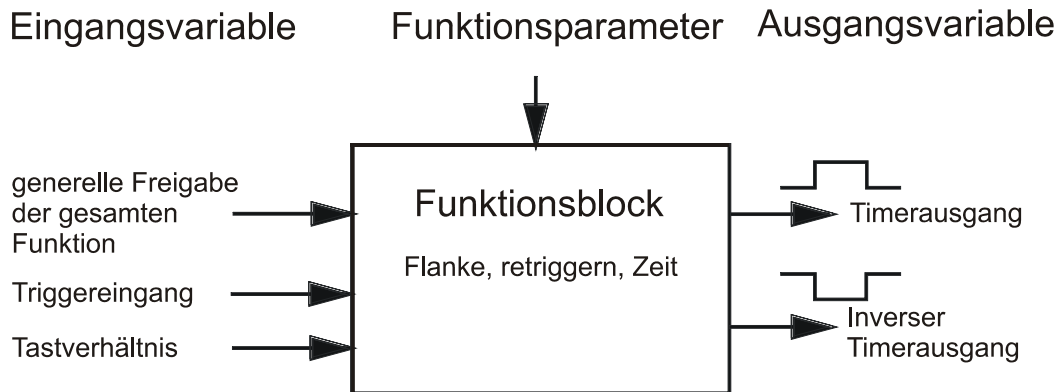 Eingangsvariable
Funktionsparameter
Ausgangsvariable
generelle Freigabe
der gesamten
Funktion
Triggereingang
Tastverhältnis
Funktionsblock
Flanke, retriggern, Zeit
Timerausgang
Inverser
Timerausgang